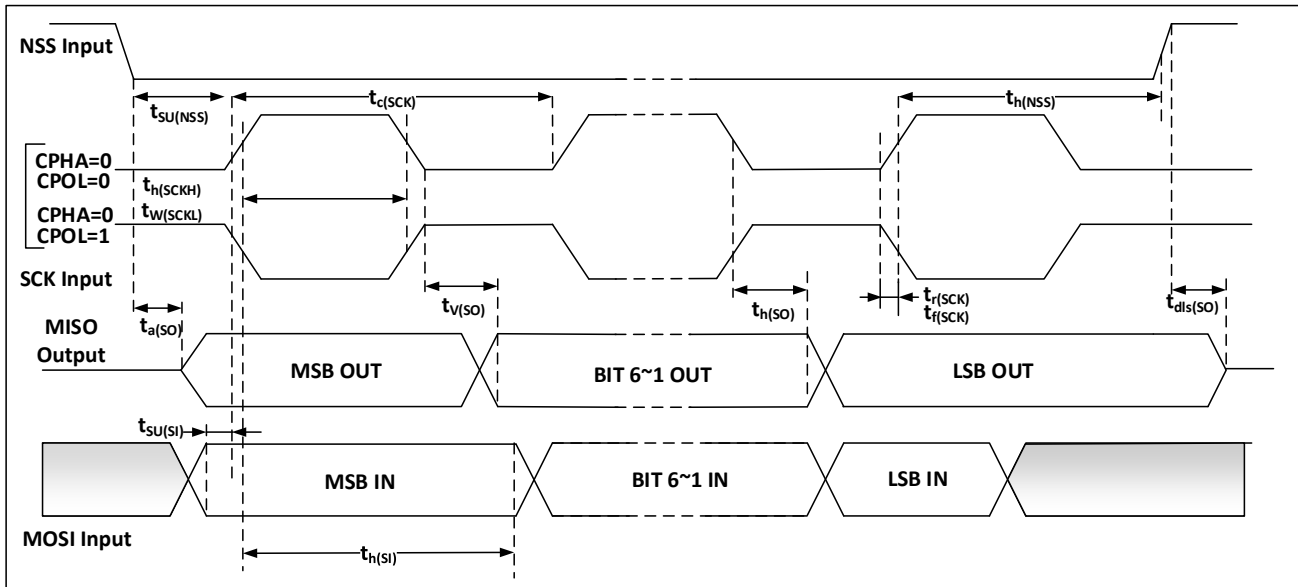 NSS Input
tSU(NSS)
tc(SCK)
th(NSS)
CPHA=0
CPOL=0
th(SCKH)
tW(SCKL)
CPHA=0
CPOL=1
SCK Input
ta(SO)
tV(SO)
th(SO)
tr(SCK)
tf(SCK)
tdIs(SO)
MISO
Output
MSB OUT
BIT 6~1 OUT
LSB OUT
tSU(SI)
MSB IN
BIT 6~1 IN
LSB IN
MOSI Input
th(SI)